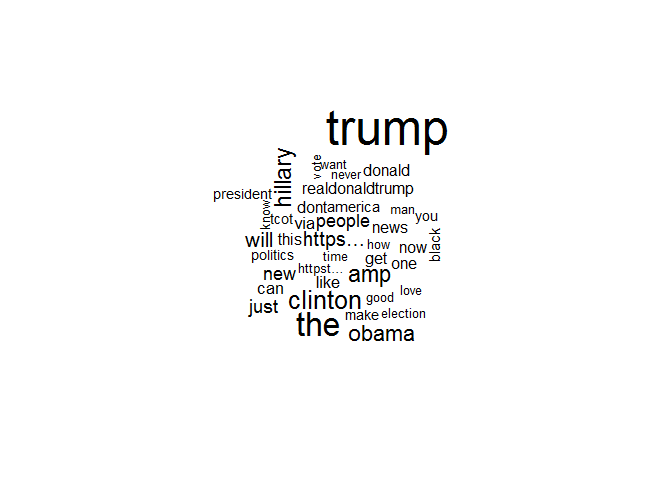 trump
hillary
vote
want
never
donald
president
realdonaldtrump
know
tcot
dont
america
man
you
via
people
news
black
will
this
https…
how
now
politics
time
get
one
new
httpst…
amp
can
like
love
just
clinton
good
the
make
election
obama